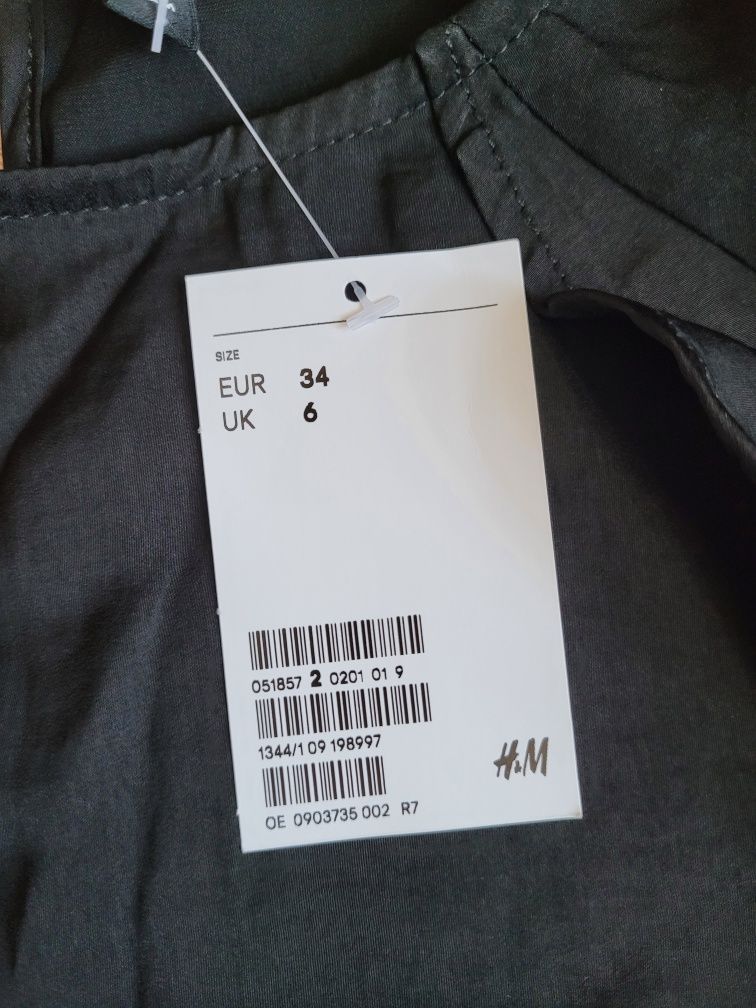 SIZE
EUR 34
UK 6
051857 2 0201 01 9
1344/1 09 198997
H&M
OE 0903735 002 R7